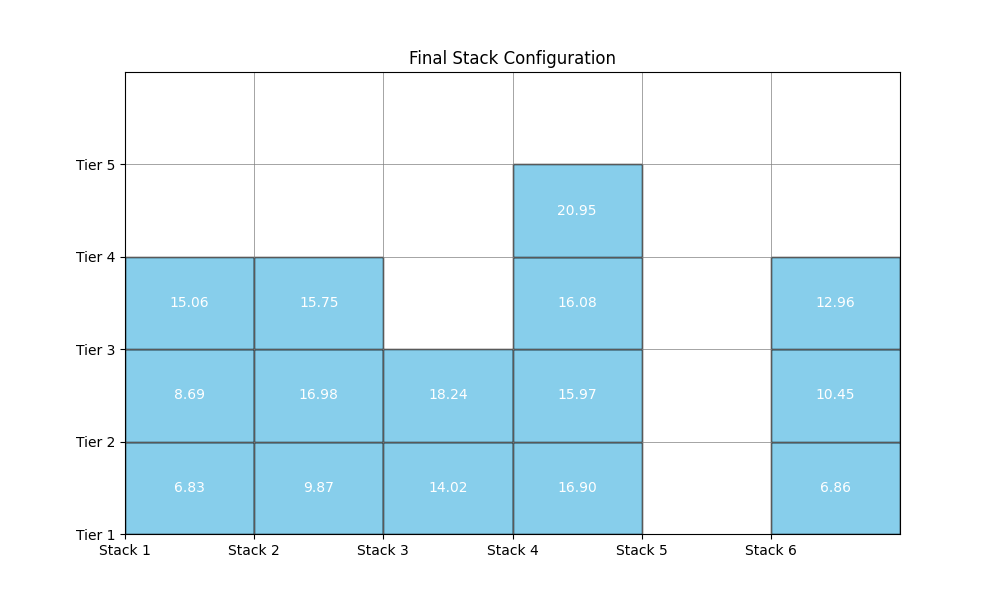 Final Stack Configuration
Tier 5
20.95
Tier 4
15.06 15.75 16.08 12.96
Tier 3
8.69 16.98 18.24 15.97 10.45
Tier 2
6.83 9.87 14.02 16.90 6.86
Tier 1
Stack 1 Stack 2 Stack 3 Stack 4 Stack 5 Stack 6